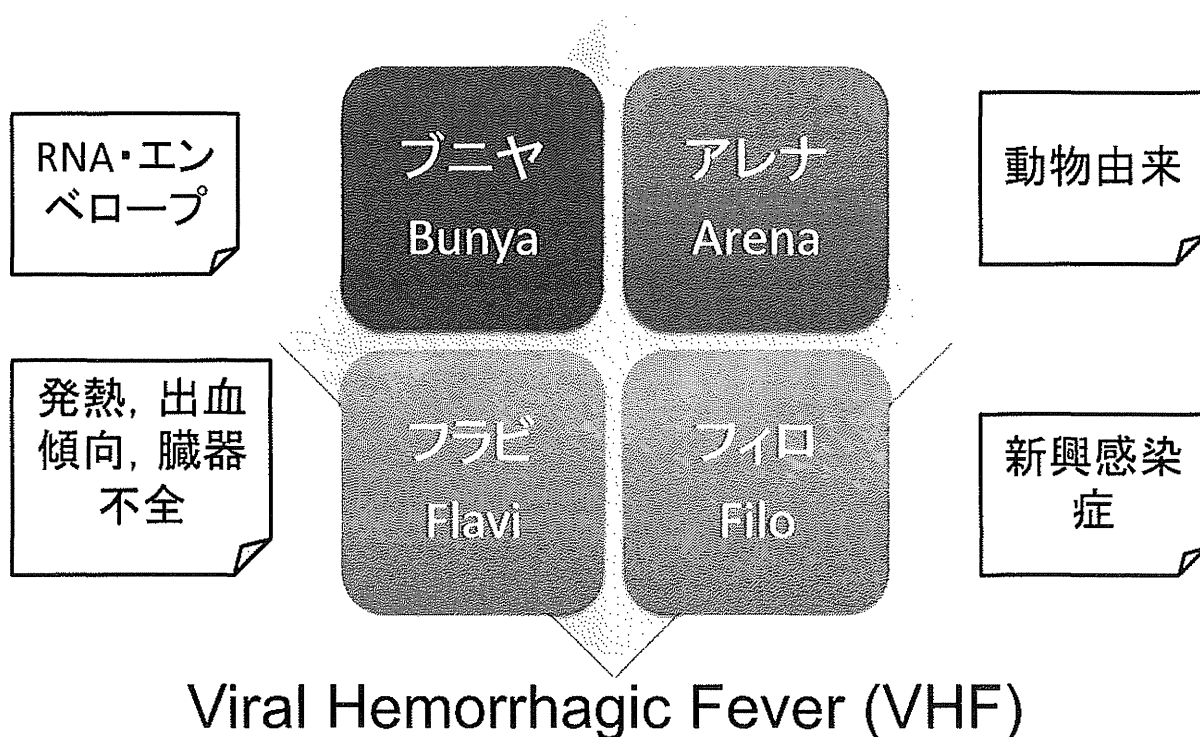 RNA・エン
ベロープ
ブニヤ
Bunya
アレナ
Arena
動物由来
発熱, 出血
傾向, 臓器
不全
フラビ
Flavi
フィロ
Filo
新興感染
症
Viral Hemorrhagic Fever (VHF)